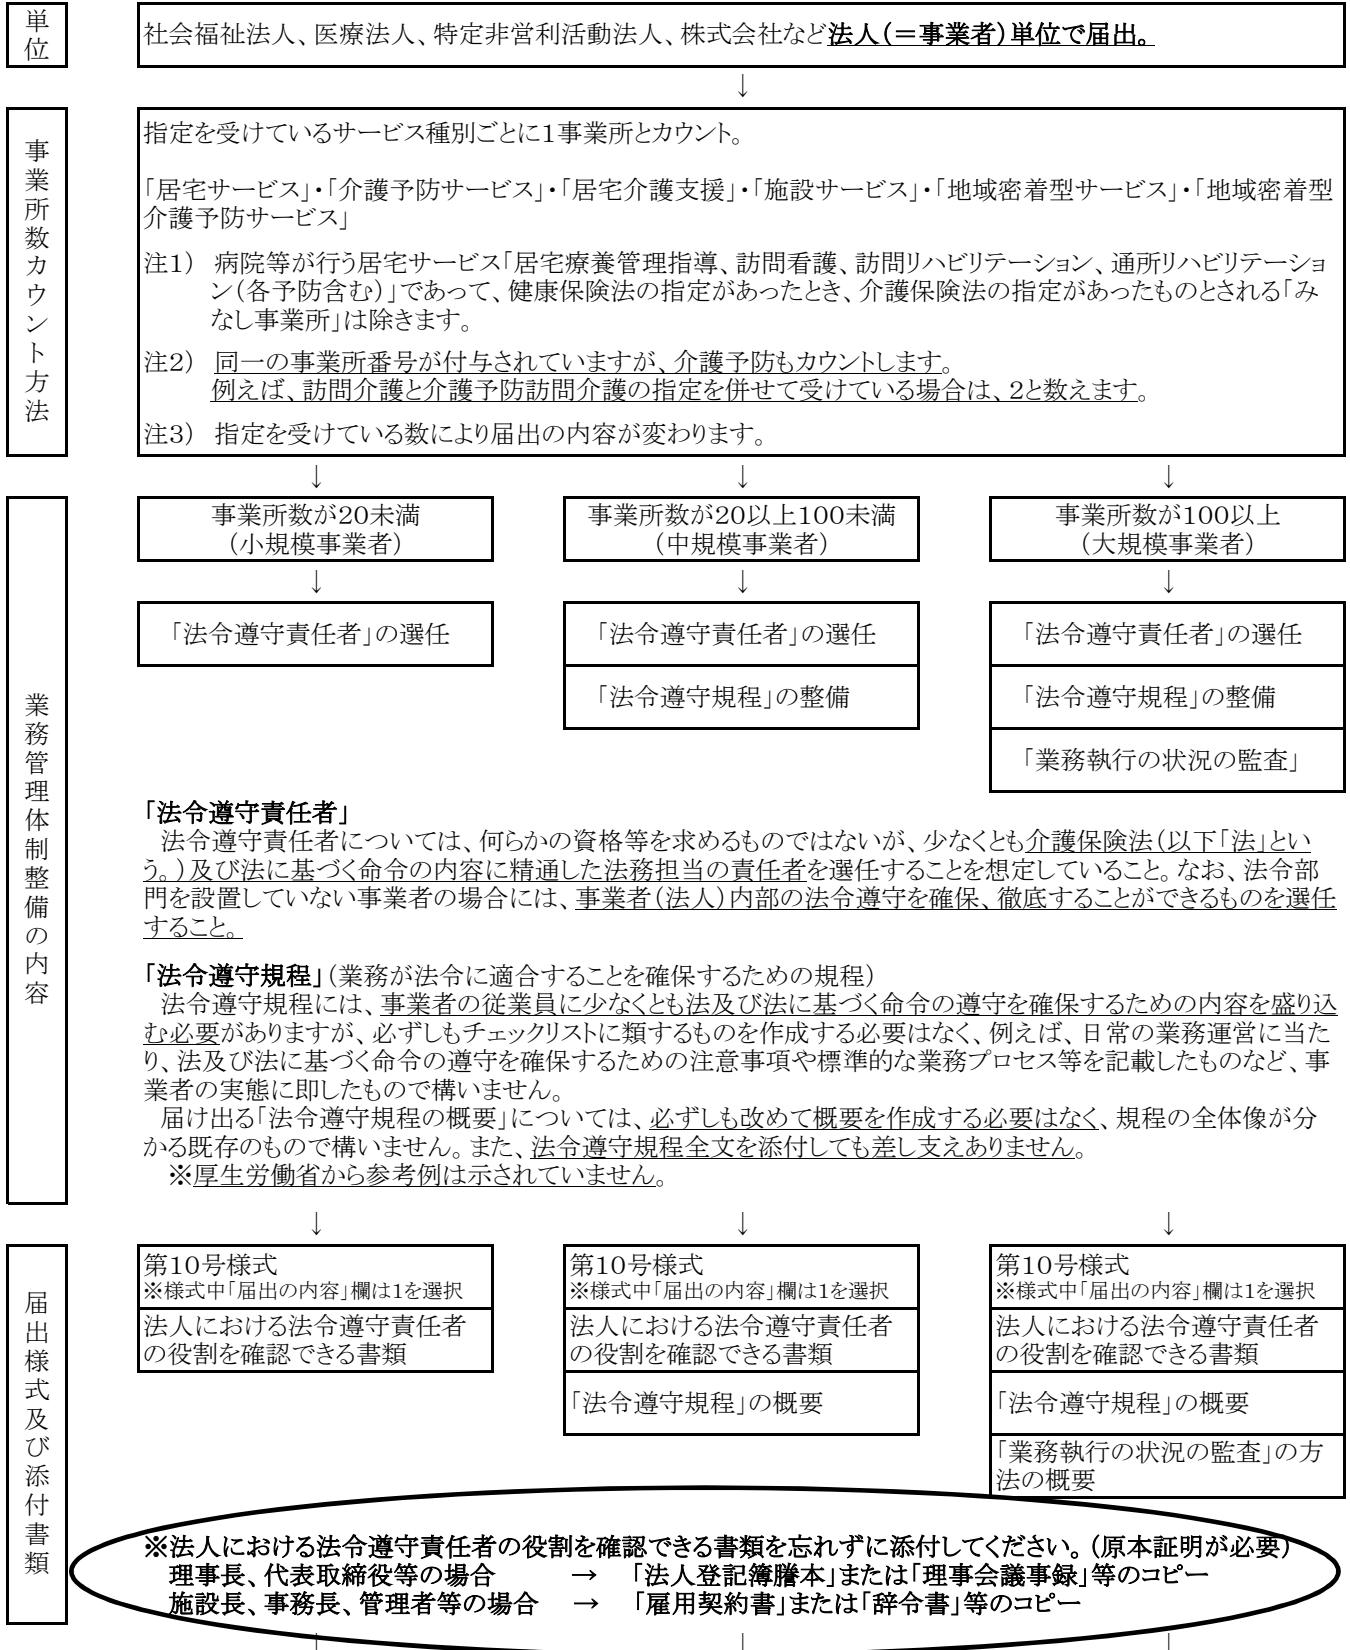 単位
社会福祉法人、医療法人、特定非営利活動法人、株式会社など法人（＝事業者）単位で届出。
↓
事業所数カウント方法
指定を受けているサービス種別ごとに１事業所とカウント。
「居宅サービス」・「介護予防サービス」・「居宅介護支援」・「施設サービス」・「地域密着型サービス」・「地域密着型
介護予防サービス」
注１） 病院等が行う居宅サービス「居宅療養管理指導、訪問看護、訪問リハビリテーション、通所リハビリテーショ
ン（各予防含む）」であって、健康保険法の指定があったとき、介護保険法の指定があったものとされる「み
なし事業所」は除きます。
注２） 同一の事業所番号が付与されていますが、介護予防もカウントします。
例えば、訪問介護と介護予防訪問介護の指定を併せて受けている場合は、２と数えます。
注３） 指定を受けている数により届出の内容が変わります。
↓ ↓ ↓
業務管理体制整備の内容
事業所数が２０未満
（小規模事業者）
事業所数が２０以上１００未満
（中規模事業者）
事業所数が１００以上
（大規模事業者）
↓ ↓ ↓
「法令遵守責任者」の選任
「法令遵守責任者」の選任
「法令遵守規程」の整備
「法令遵守責任者」の選任
「法令遵守規程」の整備
「業務執行の状況の監査」
「法令遵守責任者」
法令遵守責任者については、何らかの資格等を求めるものではないが、少なくとも介護保険法（以下「法」とい
う。）及び法に基づく命令の内容に精通した法務担当の責任者を選任することを想定していること。なお、法令部
門を設置していない事業者の場合には、事業者（法人）内部の法令遵守を確保、徹底することができるものを選任
すること。
「法令遵守規程」（業務が法令に適合することを確保するための規程）
法令遵守規程には、事業者の従業員に少なくとも法及び法に基づく命令の遵守を確保するための内容を盛り込
む必要がありますが、必ずしもチェックリストに類するものを作成する必要はなく、例えば、日常の業務運営に当た
り、法及び法に基づく命令の遵守を確保するための注意事項や標準的な業務プロセス等を記載したものなど、事
業者の実態に即したもので構いません。
届け出る「法令遵守規程の概要」については、必ずしも改めて概要を作成する必要はなく、規程の全体像が分
かる既存のもので構いません。また、法令遵守規程全文を添付しても差し支えありません。
※厚生労働省から参考例は示されていません。
↓ ↓ ↓
届出様式及び添付書類
第１０号様式
※様式中「届出の内容」欄は１を選択
法人における法令遵守責任者
の役割を確認できる書類
第１０号様式
※様式中「届出の内容」欄は１を選択
法人における法令遵守責任者
の役割を確認できる書類
「法令遵守規程」の概要
第１０号様式
※様式中「届出の内容」欄は１を選択
法人における法令遵守責任者
の役割を確認できる書類
「法令遵守規程」の概要
「業務執行の状況の監査」の方
法の概要
※法人における法令遵守責任者の役割を確認できる書類を忘れずに添付してください。（原本証明が必要）
理事長、代表取締役等の場合 → 「法人登記簿謄本」または「理事会議事録」等のコピー
施設長、事務長、管理者等の場合 → 「雇用契約書」または「辞令書」等のコピー